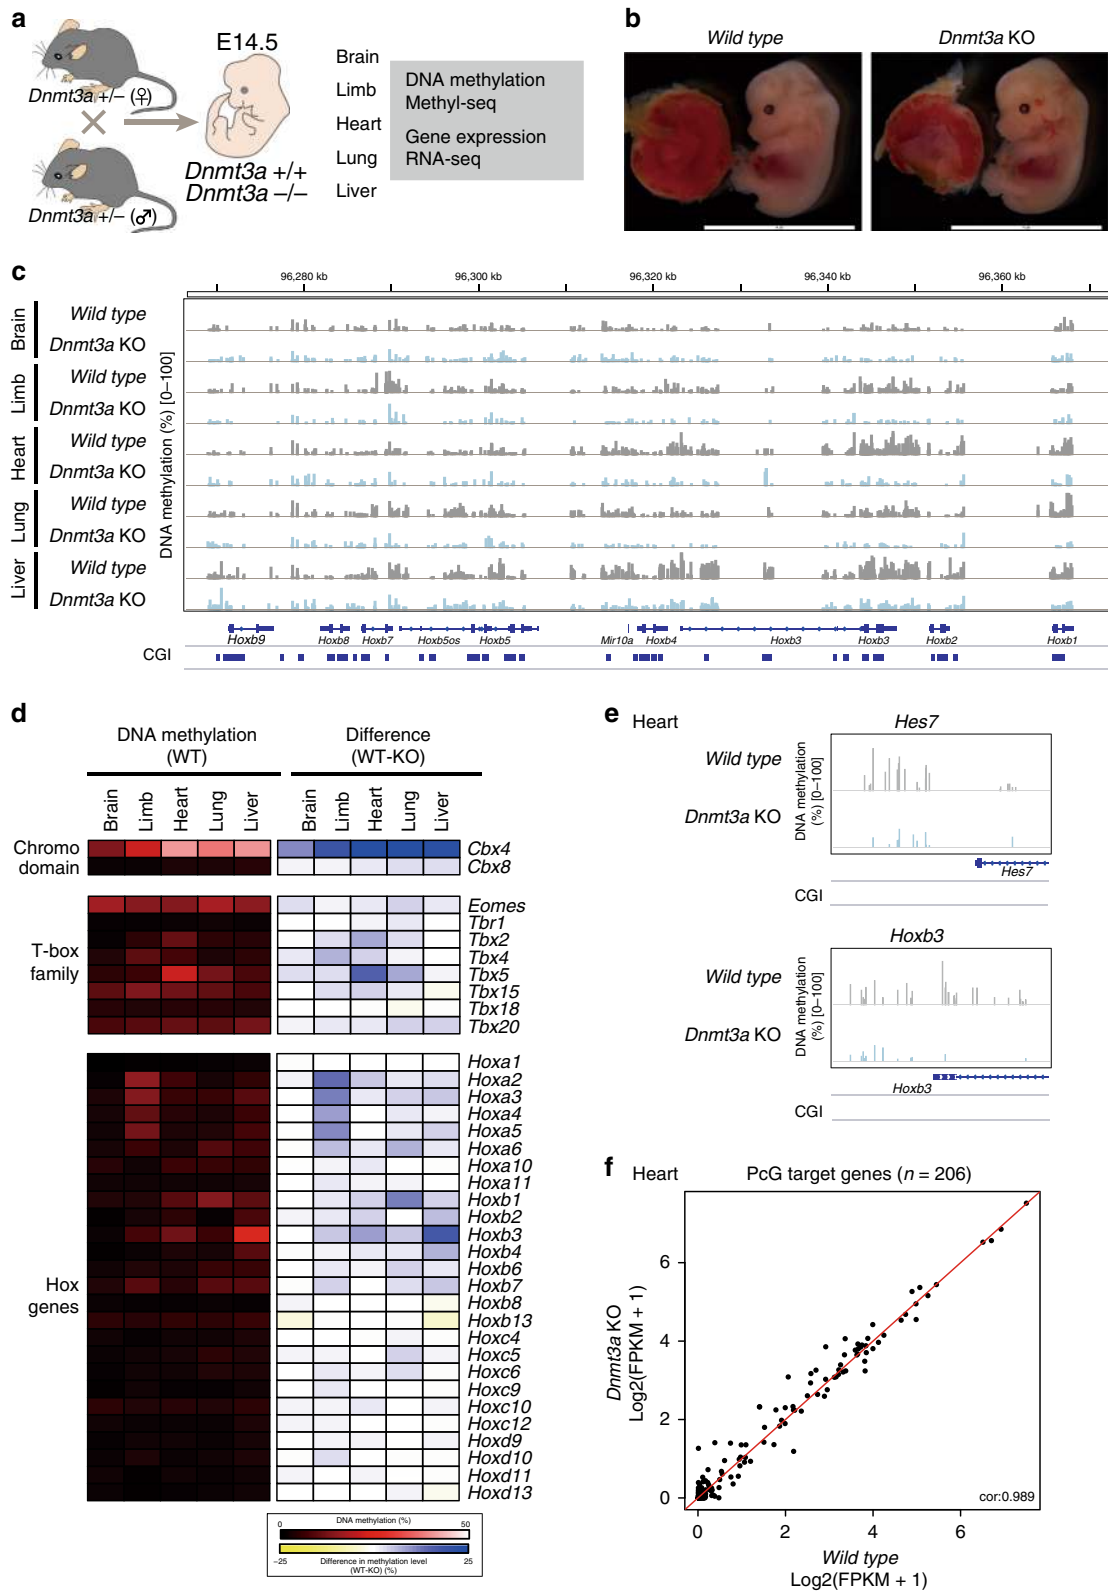 a
Dnmt3a +/− (♀)
Dnmt3a +/− (♂)
E14.5
Dnmt3a +/+
Dnmt3a −/−
Brain
Limb
Heart
Lung
Liver
DNA methylation
Methyl-seq
Gene expression
RNA-seq
b
Wild type
Dnmt3a KO
c
96,280 kb 96,300 kb 96,320 kb 96,340 kb 96,360 kb
DNA methylation (%) [0–100]
Brain
Wild type
Dnmt3a KO
Limb
Wild type
Dnmt3a KO
Heart
Wild type
Dnmt3a KO
Lung
Wild type
Dnmt3a KO
Liver
Wild type
Dnmt3a KO
Hoxb9 Hoxb8 Hoxb7 Hoxb5os Hoxb5 Mir10a Hoxb4 Hoxb3 Hoxb3 Hoxb2 Hoxb1
CGI
d
DNA methylation
(WT)
Difference
(WT-KO)
Brain Limb Heart Lung Liver
Brain Limb Heart Lung Liver
Chromo
domain
Cbx4
Cbx8
T-box
family
Eomes
Tbr1
Tbx2
Tbx4
Tbx5
Tbx15
Tbx18
Tbx20
Hox
genes
Hoxa1
Hoxa2
Hoxa3
Hoxa4
Hoxa5
Hoxa6
Hoxa10
Hoxa11
Hoxb1
Hoxb2
Hoxb3
Hoxb4
Hoxb6
Hoxb7
Hoxb8
Hoxb13
Hoxc4
Hoxc5
Hoxc6
Hoxc9
Hoxc10
Hoxc12
Hoxd9
Hoxd10
Hoxd11
Hoxd13
DNA methylation (%)
0 50
−25 25
Difference in methylation level
(WT-KO) (%)
e
Heart
Hes7
Wild type
Dnmt3a KO
DNA methylation
(%) [0–100]
Hes7
CGI
Hoxb3
Wild type
Dnmt3a KO
DNA methylation
(%) [0–100]
Hoxb3
CGI
f
Heart
PcG target genes (n = 206)
Dnmt3a KO
Log2(FPKM + 1)
6
4
2
0
cor:0.989
0 2 4 6
Wild type
Log2(FPKM + 1)